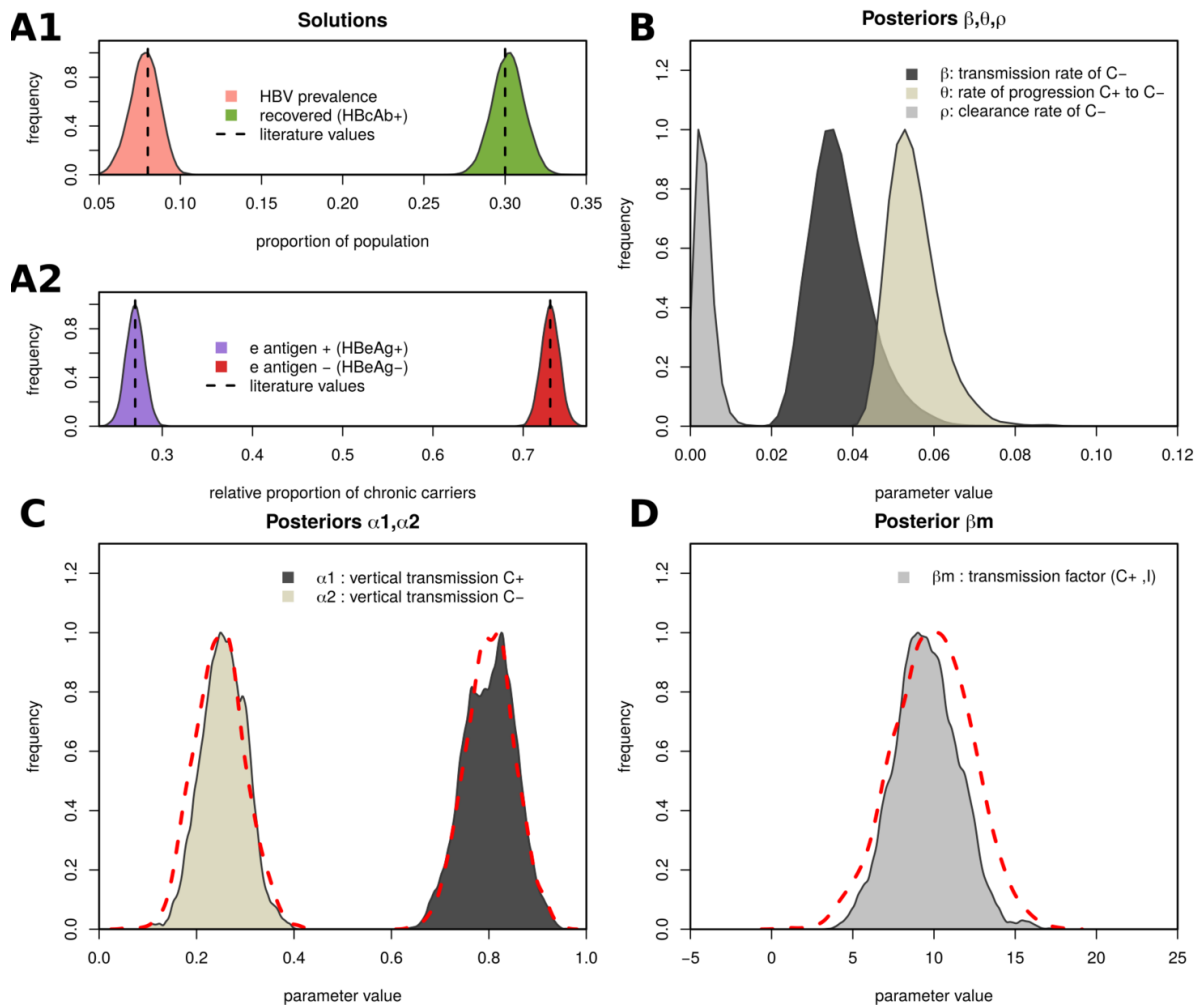 A1
Solutions
frequency
0.0 0.4 0.8
HBV prevalence
recovered (HBcAb+)
literature values
0.05 0.10 0.15 0.20 0.25 0.30 0.35
proportion of population
A2
frequency
0.0 0.4 0.8
e antigen + (HBeAg+)
e antigen − (HBeAg−)
literature values
0.3 0.4 0.5 0.6 0.7
relative proportion of chronic carriers
B
Posteriors β,θ,ρ
frequency
0.0 0.2 0.4 0.6 0.8 1.0 1.2
β: transmission rate of C−
θ: rate of progression C+ to C−
ρ: clearance rate of C−
0.00 0.02 0.04 0.06 0.08 0.10 0.12
parameter value
C
Posteriors α1,α2
frequency
0.0 0.2 0.4 0.6 0.8 1.0 1.2
α1 : vertical transmission C+
α2 : vertical transmission C−
0.0 0.2 0.4 0.6 0.8 1.0
parameter value
D
Posterior βm
frequency
0.0 0.2 0.4 0.6 0.8 1.0 1.2
βm : transmission factor (C+ ,I)
−5 0 5 10 15 20 25
parameter value